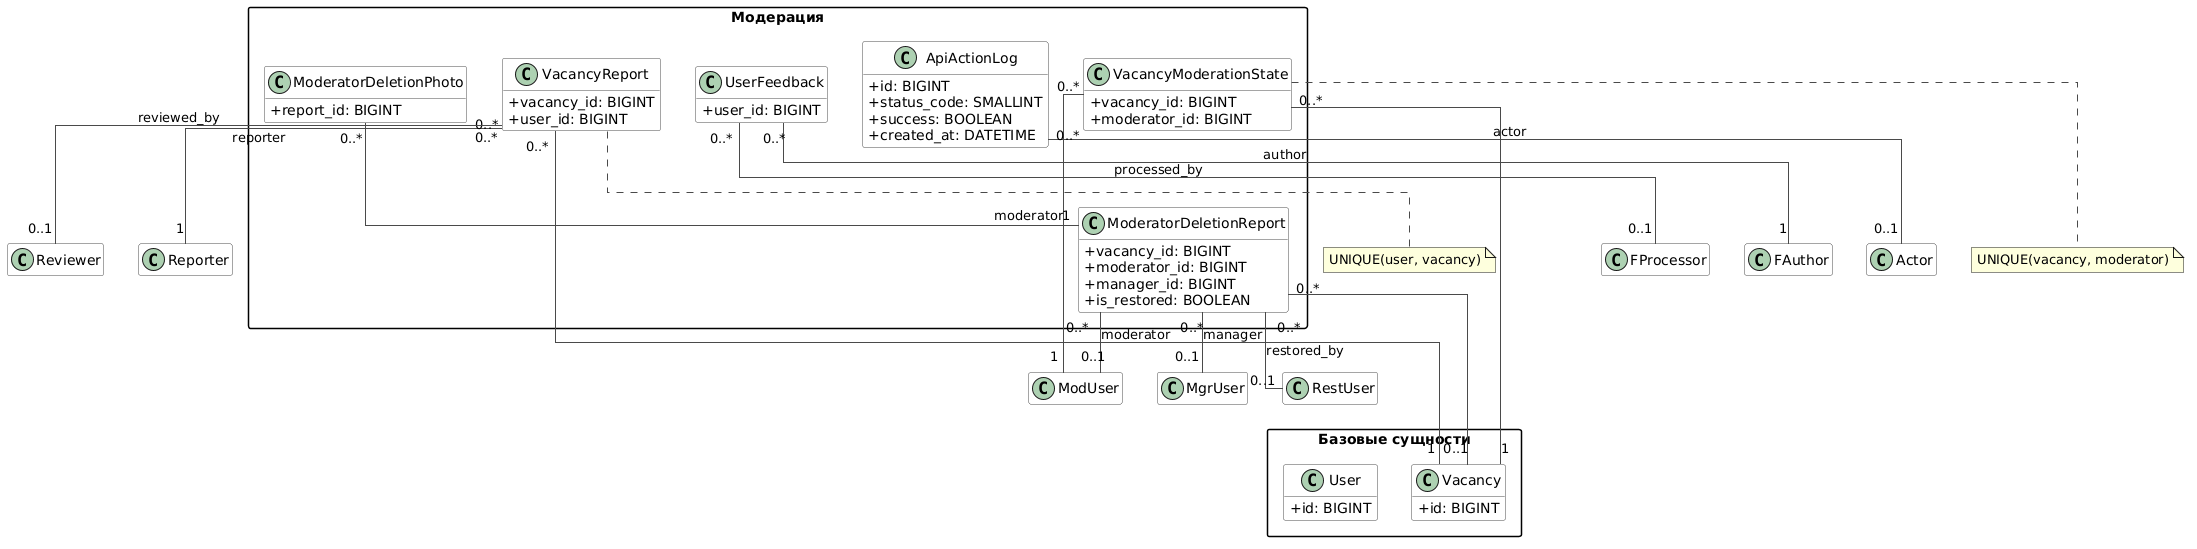 Модерация
C ModeratorDeletionPhoto
+report_id: BIGINT
C VacancyReport
+vacancy_id: BIGINT
+user_id: BIGINT
C UserFeedback
+user_id: BIGINT
C ApiActionLog
+id: BIGINT
+status_code: SMALLINT
+success: BOOLEAN
+created_at: DATETIME
C VacancyModerationState
+vacancy_id: BIGINT
+moderator_id: BIGINT
0..*
0..*
reviewed_by
0..*
reporter
0..*
0..*
0..*
0..*
0..*
0..*
actor
author
processed_by
moderator
1
C ModeratorDeletionReport
+vacancy_id: BIGINT
+moderator_id: BIGINT
+manager_id: BIGINT
+is_restored: BOOLEAN
0..1
C Reviewer
1
C Reporter
UNIQUE(user, vacancy)
0..1
C FProcessor
1
C FAuthor
0..1
C Actor
UNIQUE(vacancy, moderator)
0..*
0..*
moderator
0..*
manager
0..*
restored_by
1
0..1
C ModUser
0..1
C MgrUser
0..1
C RestUser
Базовые сущности
1
0..1
1
C User
+id: BIGINT
C Vacancy
+id: BIGINT